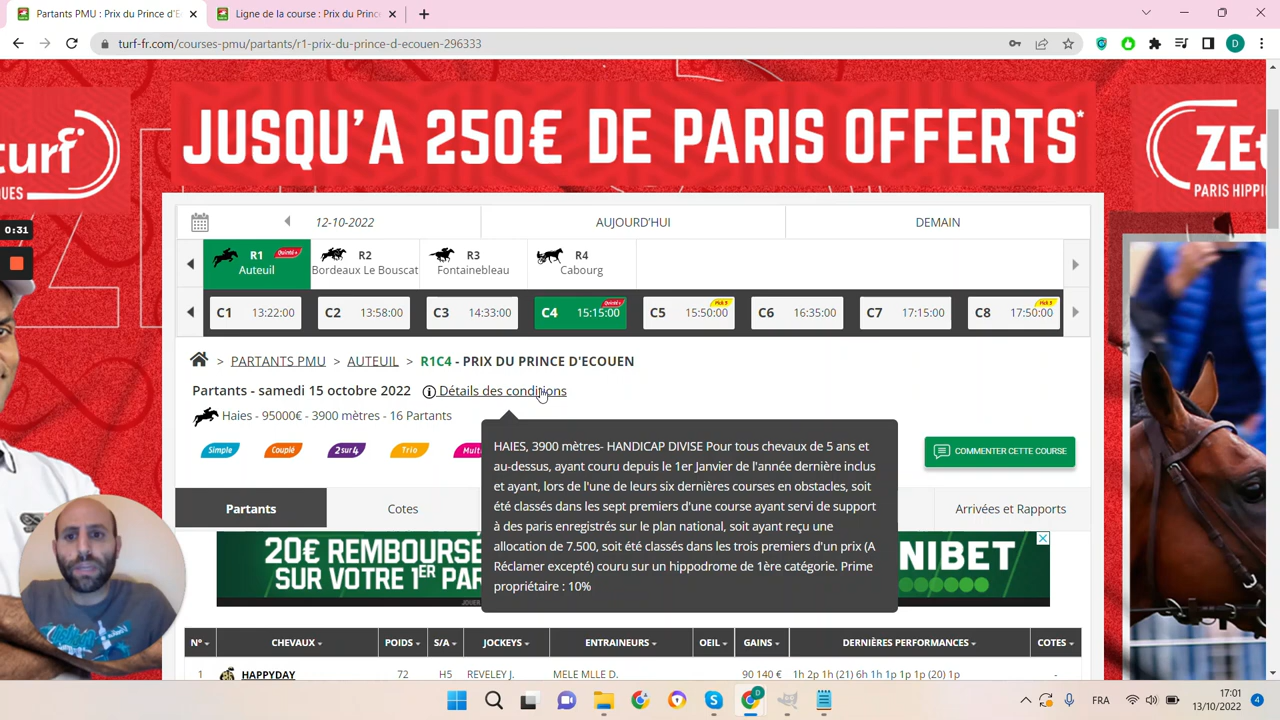 Partants PMU : Prix du Prince d'E
Ligne de la course : Prix du Princ
turf-fr.com/courses-pmu/partants/r1-prix-du-prince-d-ecouen-296333
D
JUSQU'A 250€ DE PARIS OFFERTS*
turf
QUES
ZE
PARIS HIPPI
0:31
12-10-2022
AUJOURD'HUI
DEMAIN
R1 Quinté+
Auteuil
R2
Bordeaux Le Bouscat
R3
Fontainebleau
R4
Cabourg
C1 13:22:00
C2 13:58:00
C3 14:33:00
C4 15:15:00 Quinté+
C5 15:50:00 Pick 5
C6 16:35:00
C7 17:15:00
C8 17:50:00 Pick 5
> PARTANTS PMU > AUTEUIL > R1C4 - PRIX DU PRINCE D'ECOUEN
Partants - samedi 15 octobre 2022
Détails des conditions
Haies - 95000€ - 3900 mètres - 16 Partants
Simple
Couplé
2sur4
Trio
Multi
HAIES, 3900 mètres- HANDICAP DIVISE Pour tous chevaux de 5 ans et
au-dessus, ayant couru depuis le 1er Janvier de l'année dernière inclus
et ayant, lors de l'une de leurs six dernières courses en obstacles, soit
été classés dans les sept premiers d'une course ayant servi de support
à des paris enregistrés sur le plan national, soit ayant reçu une
allocation de 7.500, soit été classés dans les trois premiers d'un prix (A
Réclamer excepté) couru sur un hippodrome de 1ère catégorie. Prime
propriétaire : 10%
COMMENTER CETTE COURSE
Partants
Cotes
Arrivées et Rapports
20€ REMBOURSÉ
SUR VOTRE 1ER PAR
NIBET
N°
CHEVAUX
POIDS
S/A
JOCKEYS
ENTRAINEURS
OEIL
GAINS
DERNIÈRES PERFORMANCES
COTES
1
HAPPYDAY
72
H5
REVELEY J.
MELE MLLE D.
90 140 €
1h 2p 1h (21) 6h 1h 1p 1p 1p (20) 1p
-
D
FRA
17:01
13/10/2022
4